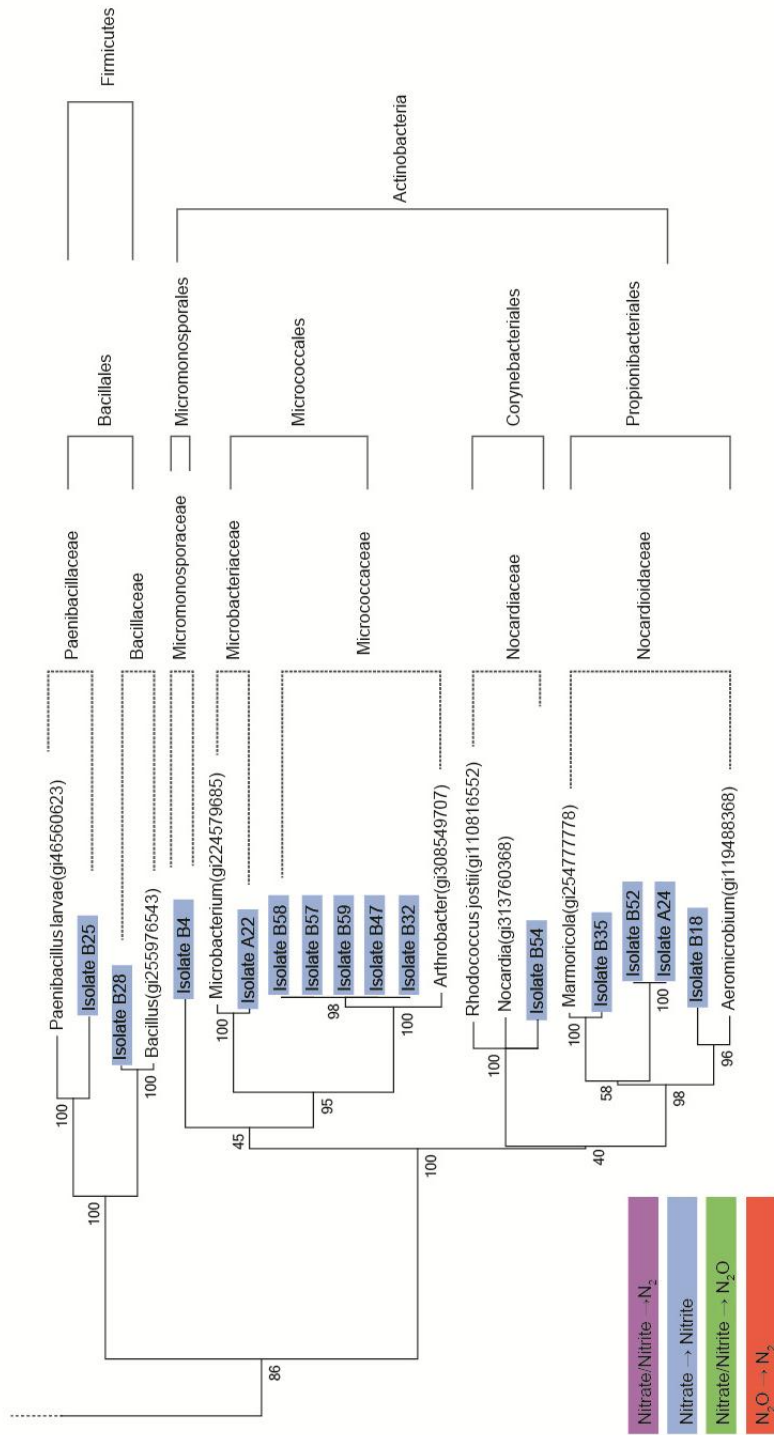 Firmicutes
Actinobacteria
Bacillales
Micromonosporales
Micrococcales
Corynebacteriales
Propionibacteriales
Paenibacillaceae
Bacillaceae
Micromonosporaceae
Microbacteriaceae
Micrococcaceae
Nocardiaceae
Nocardioidaceae
Paenibacillus larvae(gi46560623)
Isolate B25
Isolate B28
Bacillus(gi255976543)
Isolate B4
Microbacterium(gi224579685)
Isolate A22
Isolate B58
Isolate B57
Isolate B59
Isolate B47
Isolate B32
Arthrobacter(gi308549707)
Rhodococcus jostii(gi110816552)
Nocardia(gi313760368)
Isolate B54
Marmoricola(gi254777778)
Isolate B35
Isolate B52
Isolate A24
Isolate B18
Aeromicrobium(gi119488368)
100
100
100
100
98
100
95
45
100
100
100
58
96
98
40
100
86
Nitrate/Nitrite →N₂
Nitrate → Nitrite
Nitrate/Nitrite → N₂O
N₂O → N₂